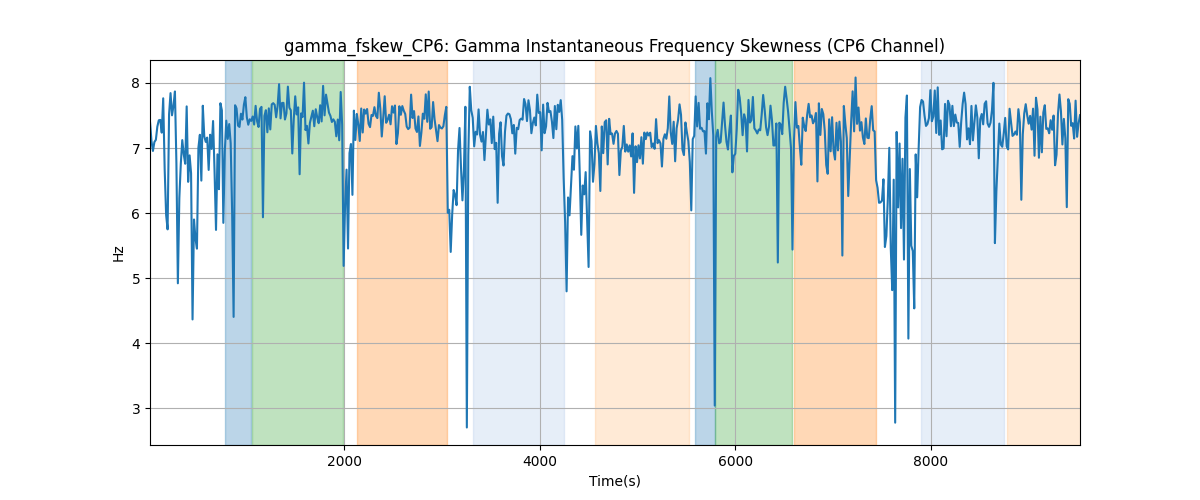 gamma_fskew_CP6: Gamma Instantaneous Frequency Skewness (CP6 Channel)
8
7
6
5
4
3
Hz
2000 4000 6000 8000
Time(s)